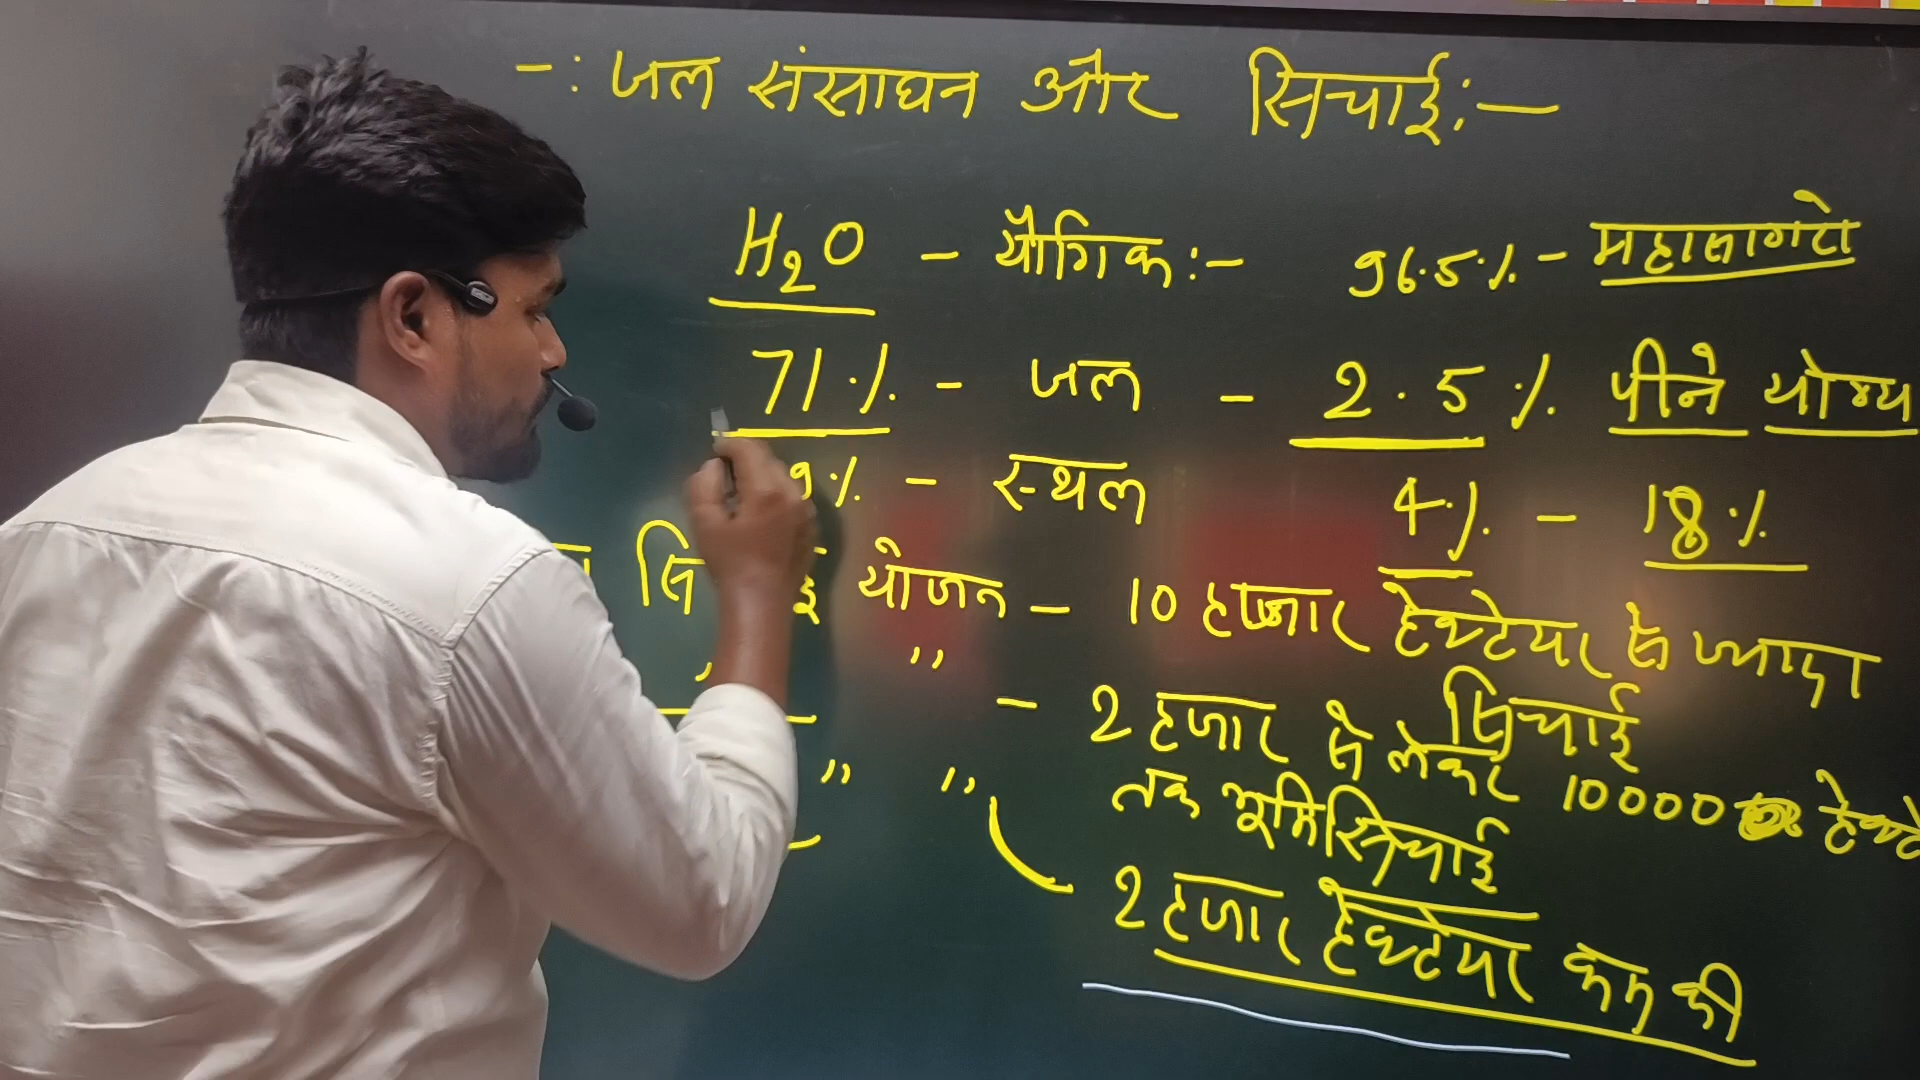 -: जल संसाधन और सिचाई:-
H₂O - यौगिक:- 96.5% - महासागरो
71% - जल - 2.5% पीने योग्य
9% - स्थल 4% - 18%
योजन - 10 हजार हेक्टेयर से ज्यादा सिचाई
" - 2 हजार से लेकर 10000 हेक्टे
तक भूमि सिचाई
" " 2 हजार हेक्टेयर कम की